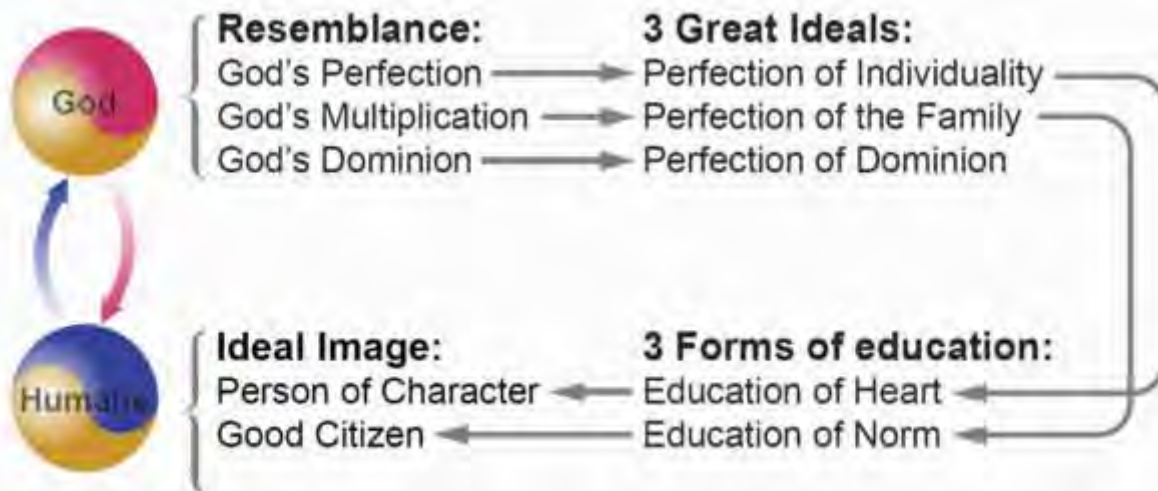 God
Resemblance:
God's Perfection
God's Multiplication
God's Dominion
3 Great Ideals:
Perfection of Individuality
Perfection of the Family
Perfection of Dominion
Humans
Ideal Image:
Person of Character
Good Citizen
3 Forms of education:
Education of Heart
Education of Norm